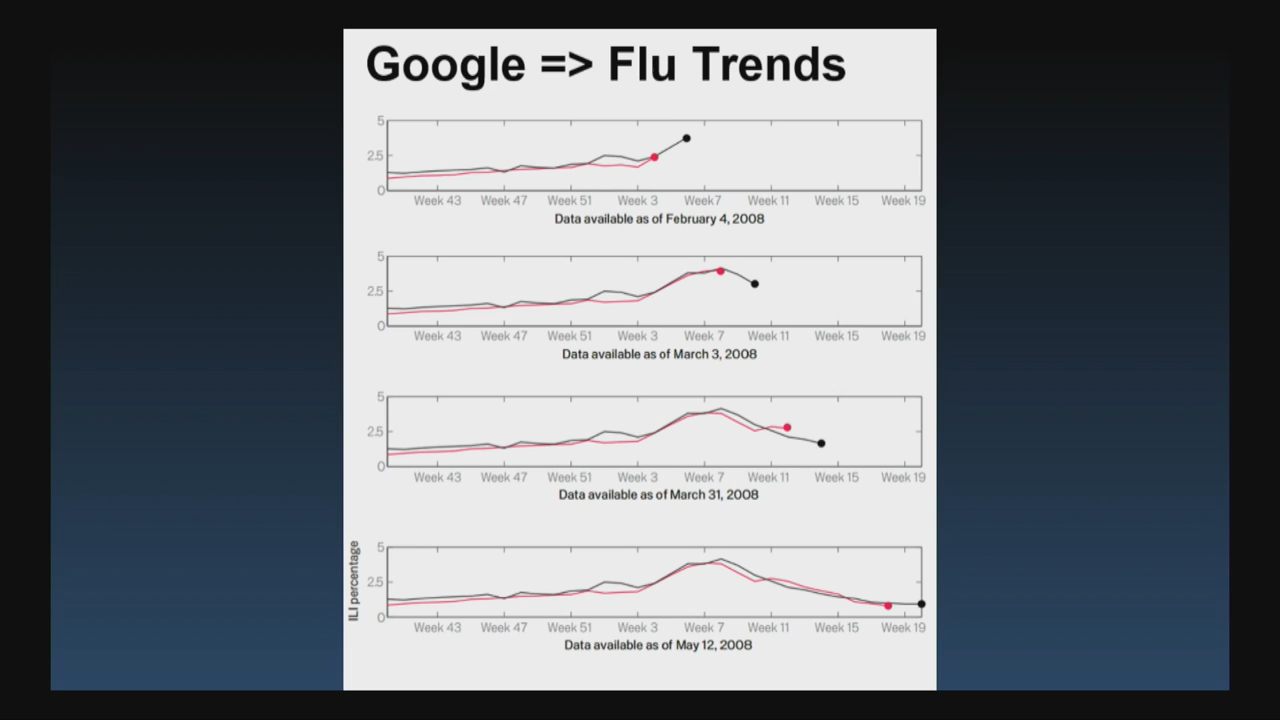 Google => Flu Trends
5
2.5
0
Week 43 Week 47 Week 51 Week 3 Week7 Week 11 Week 15 Week 19
Data available as of February 4, 2008
5
2.5
0
Week 43 Week 47 Week 51 Week 3 Week 7 Week 11 Week 15 Week 19
Data available as of March 3, 2008
5
2.5
0
Week 43 Week 47 Week 51 Week 3 Week 7 Week 11 Week 15 Week 19
Data available as of March 31, 2008
ILI percentage
5
2.5
0
Week 43 Week 47 Week 51 Week 3 Week 7 Week 11 Week 15 Week 19
Data available as of May 12, 2008